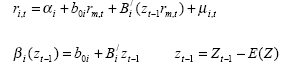 r_{i,t} = α_i + b_{0i} r_{m,t} + B_i^/ (z_{t-1} r_{m,t}) + μ_{i,t}
β_i (z_{t-1}) = b_{0i} + B_i^/ z_{t-1} z_{t-1} = Z_{t-1} − E(Z)